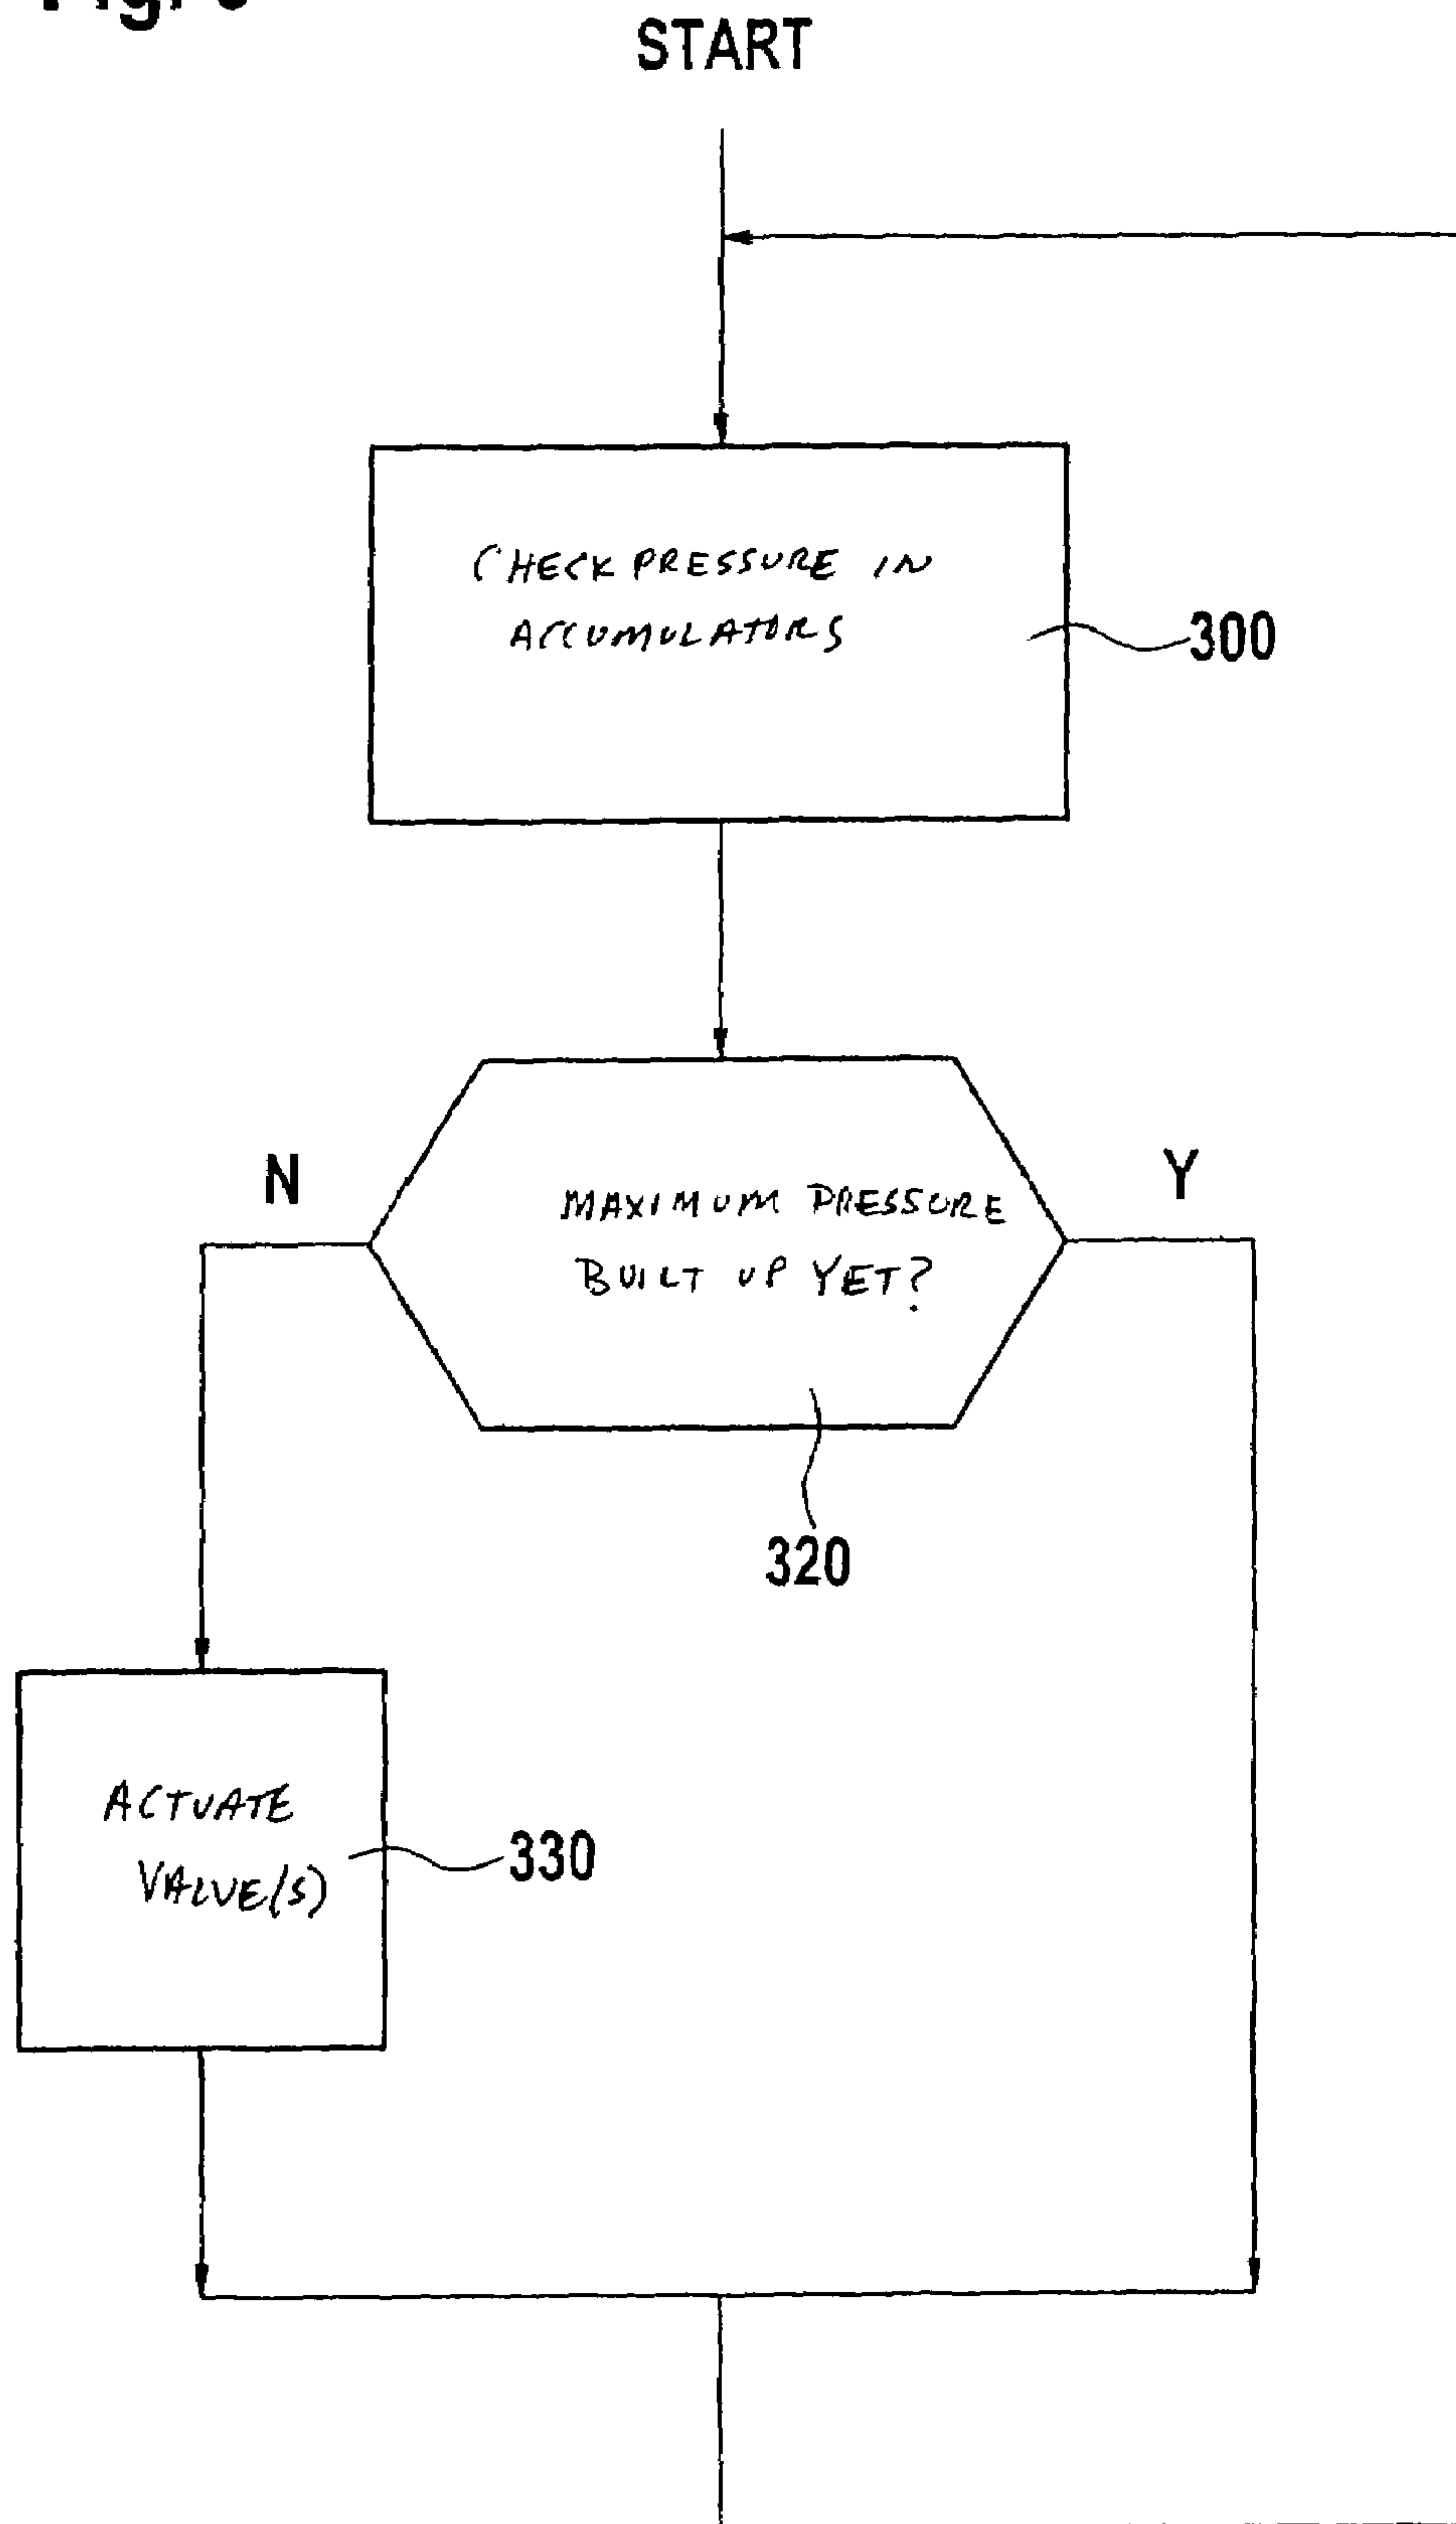 START
CHECK PRESSURE IN
ACCUMULATORS
300
N
Y
MAXIMUM PRESSURE
BUILT UP YET?
320
ACTUATE
VALVE(S)
330